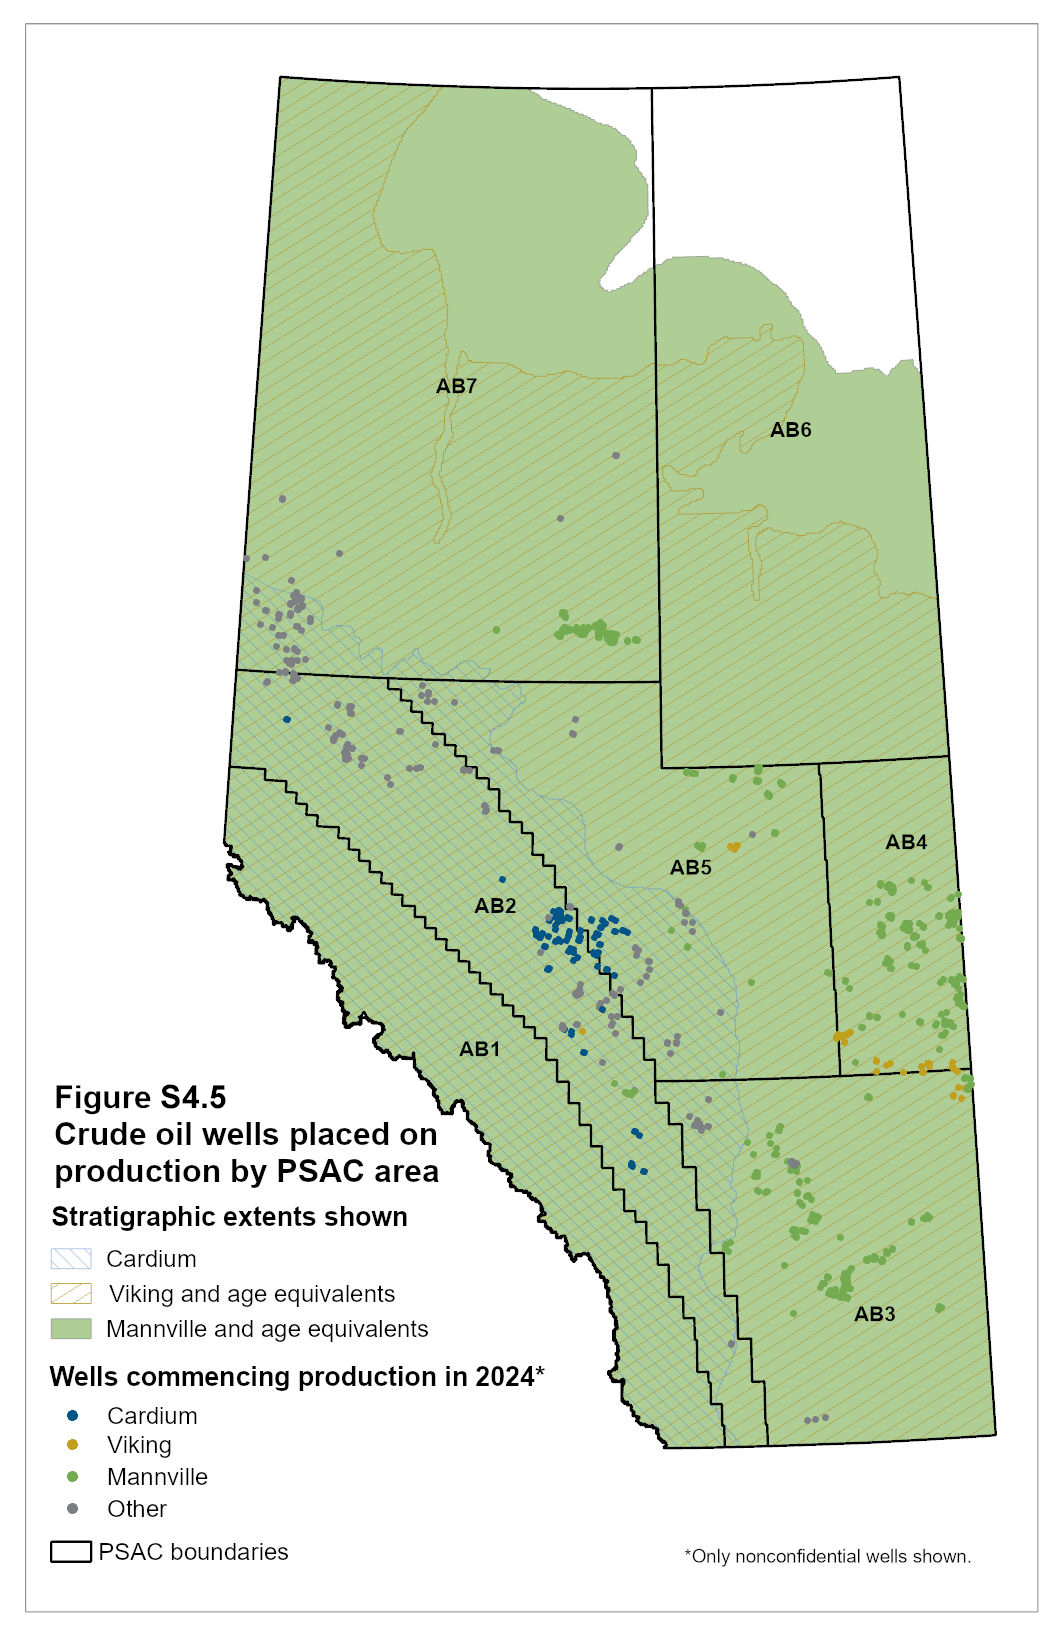 AB7
AB6
AB4
AB5
AB2
AB1
AB3
Figure S4.5
Crude oil wells placed on
production by PSAC area
Stratigraphic extents shown
Cardium
Viking and age equivalents
Mannville and age equivalents
Wells commencing production in 2024*
Cardium
Viking
Mannville
Other
PSAC boundaries
*Only nonconfidential wells shown.